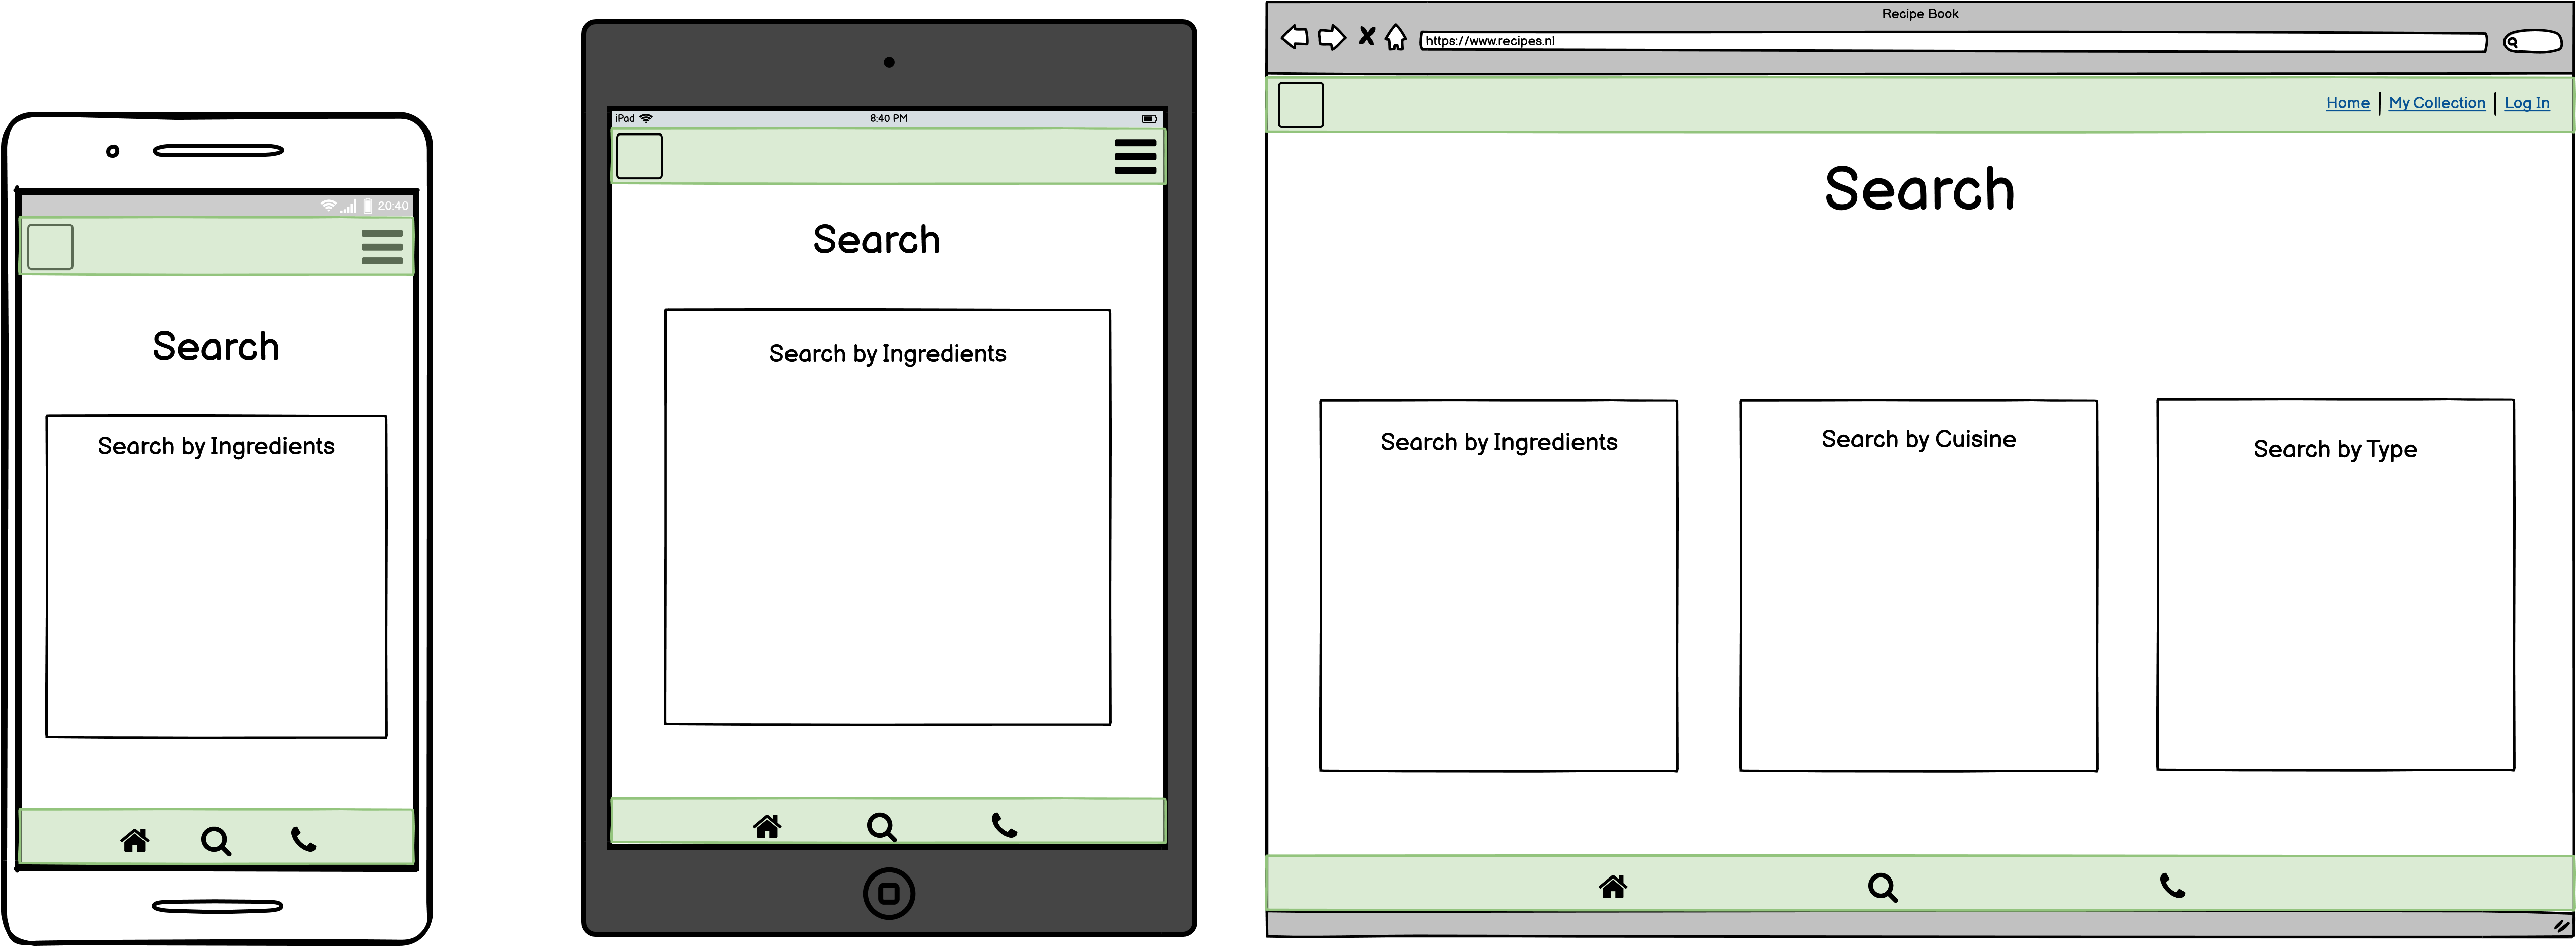 20:40
Search
Search by Ingredients
iPad
8:40 PM
Search
Search by Ingredients
Recipe Book
https://www.recipes.nl
Home | My Collection | Log In
Search
Search by Ingredients
Search by Cuisine
Search by Type